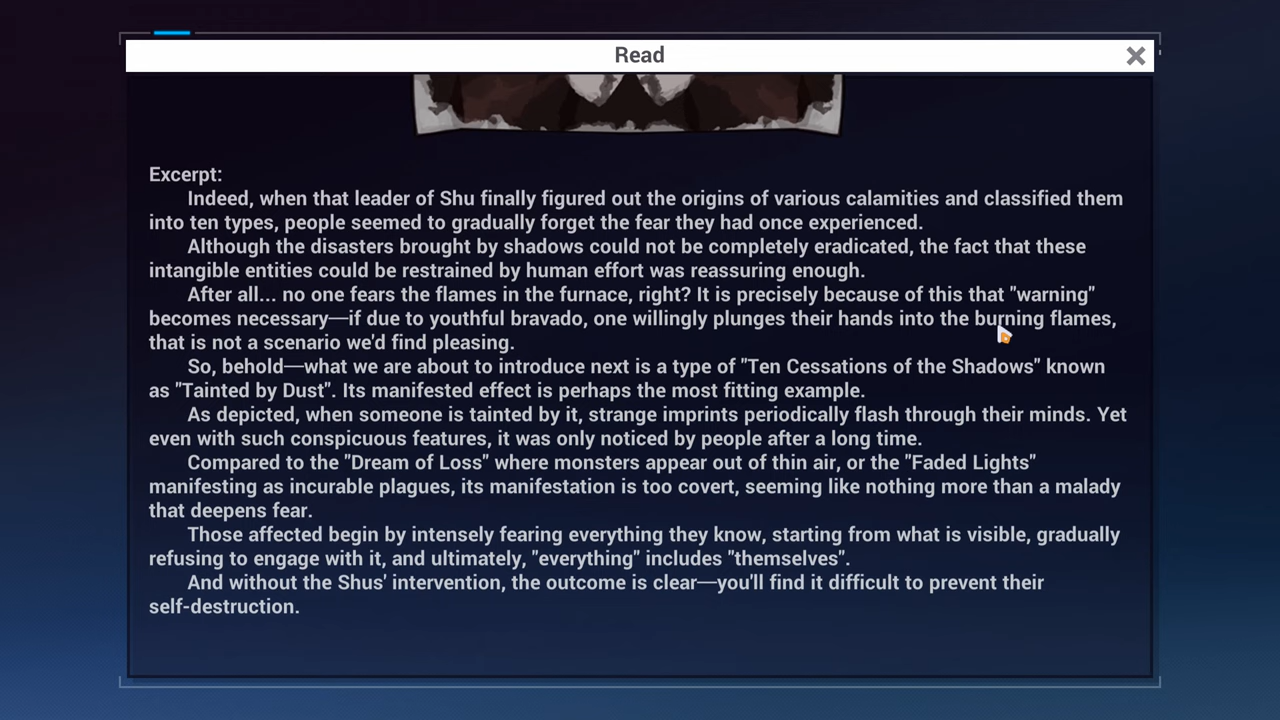 Read
Excerpt:
Indeed, when that leader of Shu finally figured out the origins of various calamities and classified them
into ten types, people seemed to gradually forget the fear they had once experienced.
Although the disasters brought by shadows could not be completely eradicated, the fact that these
intangible entities could be restrained by human effort was reassuring enough.
After all... no one fears the flames in the furnace, right? It is precisely because of this that "warning"
becomes necessary—if due to youthful bravado, one willingly plunges their hands into the burning flames,
that is not a scenario we'd find pleasing.
So, behold—what we are about to introduce next is a type of "Ten Cessations of the Shadows" known
as "Tainted by Dust". Its manifested effect is perhaps the most fitting example.
As depicted, when someone is tainted by it, strange imprints periodically flash through their minds. Yet
even with such conspicuous features, it was only noticed by people after a long time.
Compared to the "Dream of Loss" where monsters appear out of thin air, or the "Faded Lights"
manifesting as incurable plagues, its manifestation is too covert, seeming like nothing more than a malady
that deepens fear.
Those affected begin by intensely fearing everything they know, starting from what is visible, gradually
refusing to engage with it, and ultimately, "everything" includes "themselves".
And without the Shus' intervention, the outcome is clear—you'll find it difficult to prevent their
self-destruction.